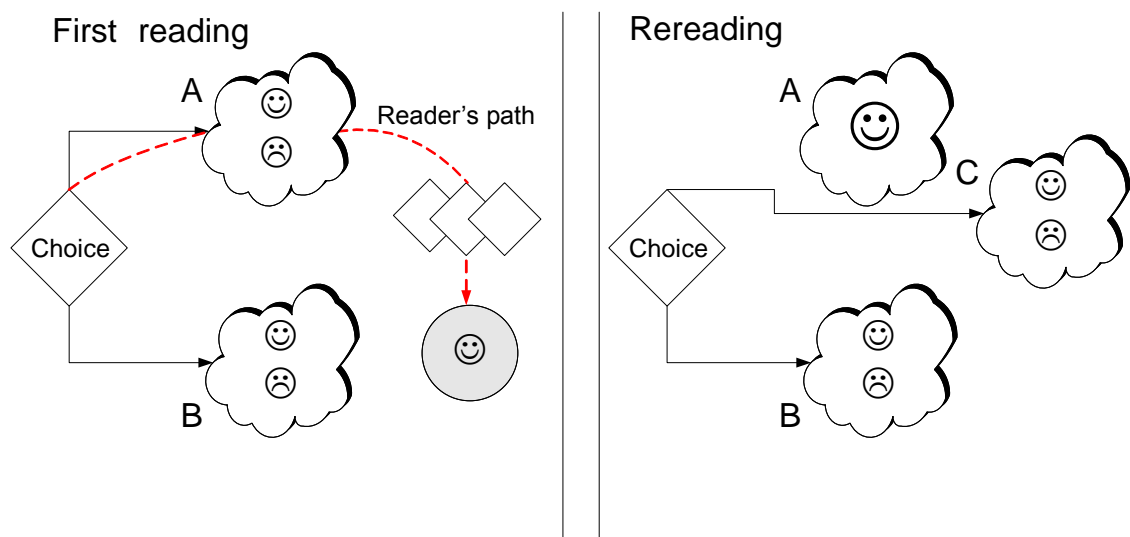 First reading
A
Reader's path
Choice
B
Rereading
A
C
Choice
B